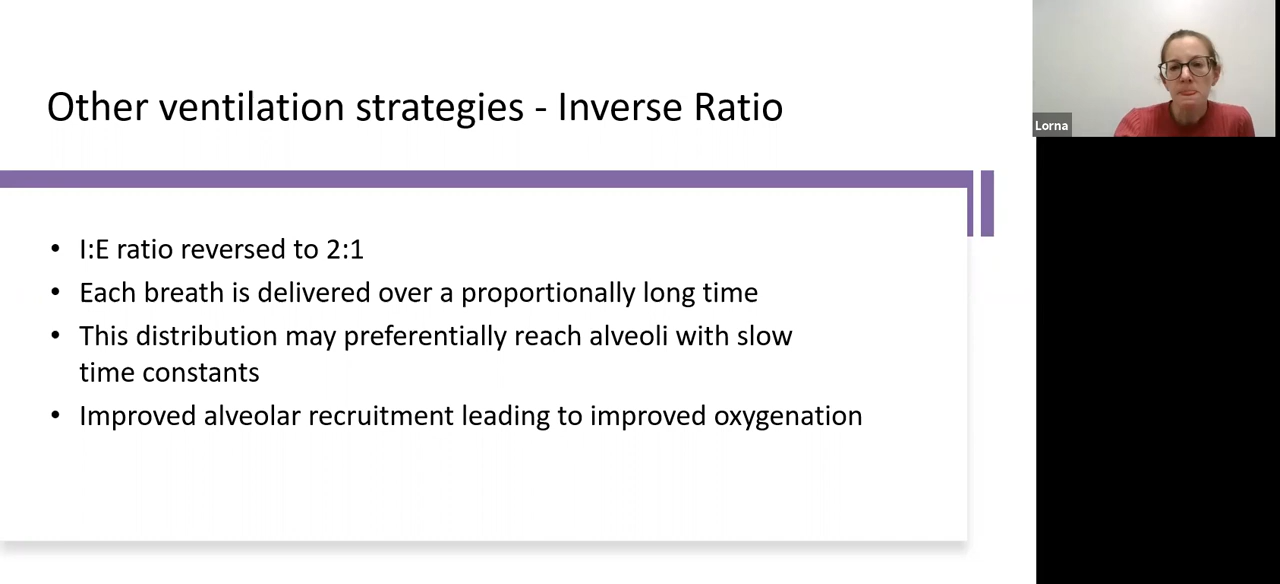 Other ventilation strategies - Inverse Ratio
• I:E ratio reversed to 2:1
• Each breath is delivered over a proportionally long time
• This distribution may preferentially reach alveoli with slow
time constants
• Improved alveolar recruitment leading to improved oxygenation
Lorna